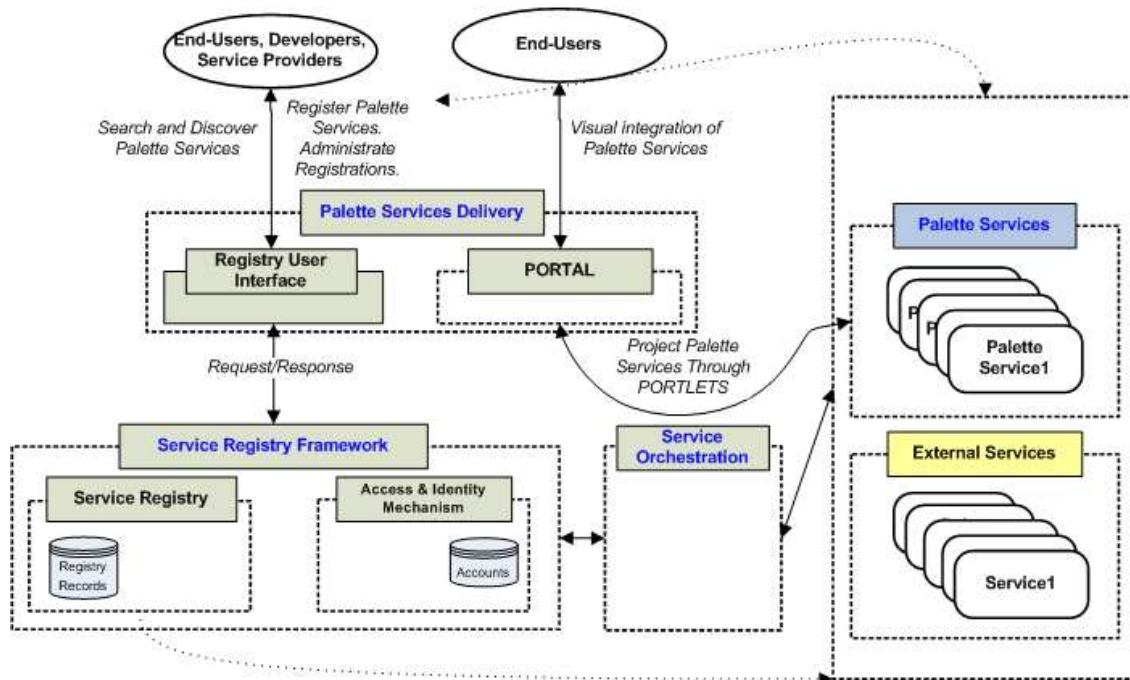 End-Users, Developers,
Service Providers
End-Users
Search and Discover
Palette Services
Register Palette
Services.
Administrate
Registrations.
Visual integration of
Palette Services
Palette Services Delivery
Registry User
Interface
PORTAL
Palette Services
Palette
Service1
Request/Response
Project Palette
Services Through
PORTLETS
Service Registry Framework
Service
Orchestration
External Services
Service Registry
Access & Identity
Mechanism
Registry
Records
Accounts
Service1